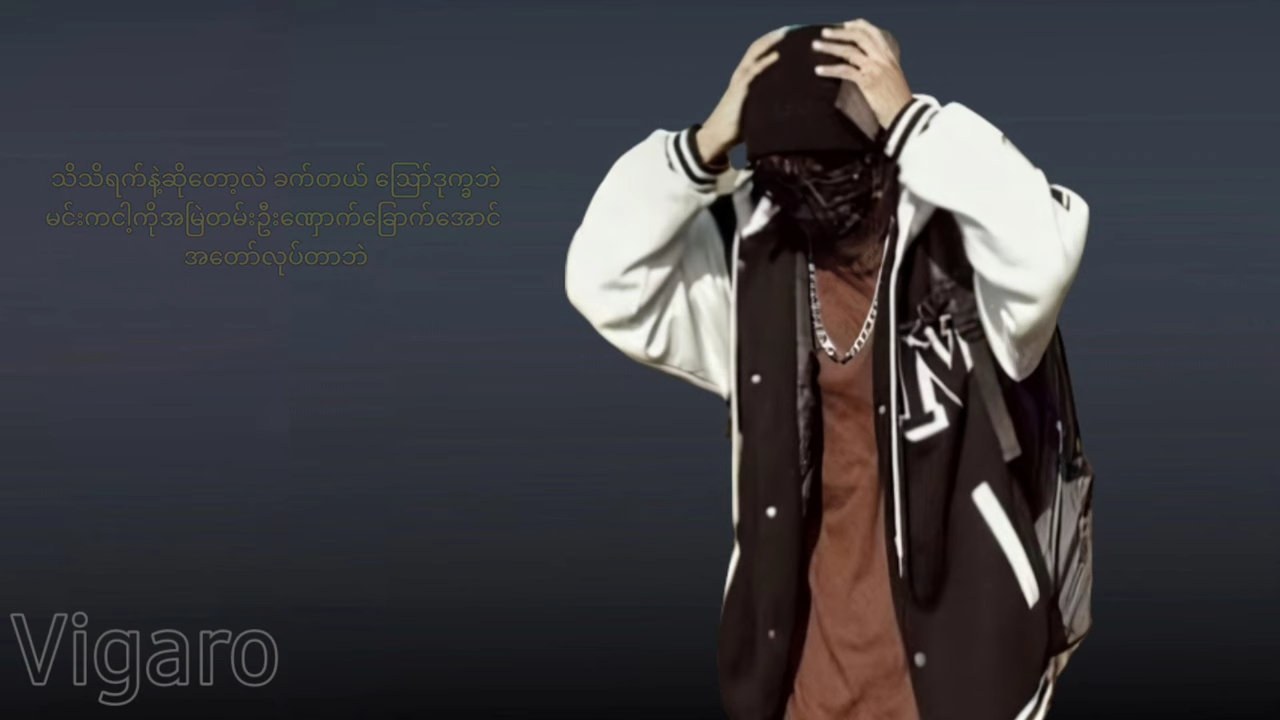 သိသိရက်နဲ့ဆိုတော့လဲ ခက်တယ် ဩော်ဒုက္ခဘဲ
မင်းကငါ့ကိုအမြဲတမ်းဦးဏှောက်ခြောက်အောင်
အတော်လုပ်တာဘဲ
M
Vigaro